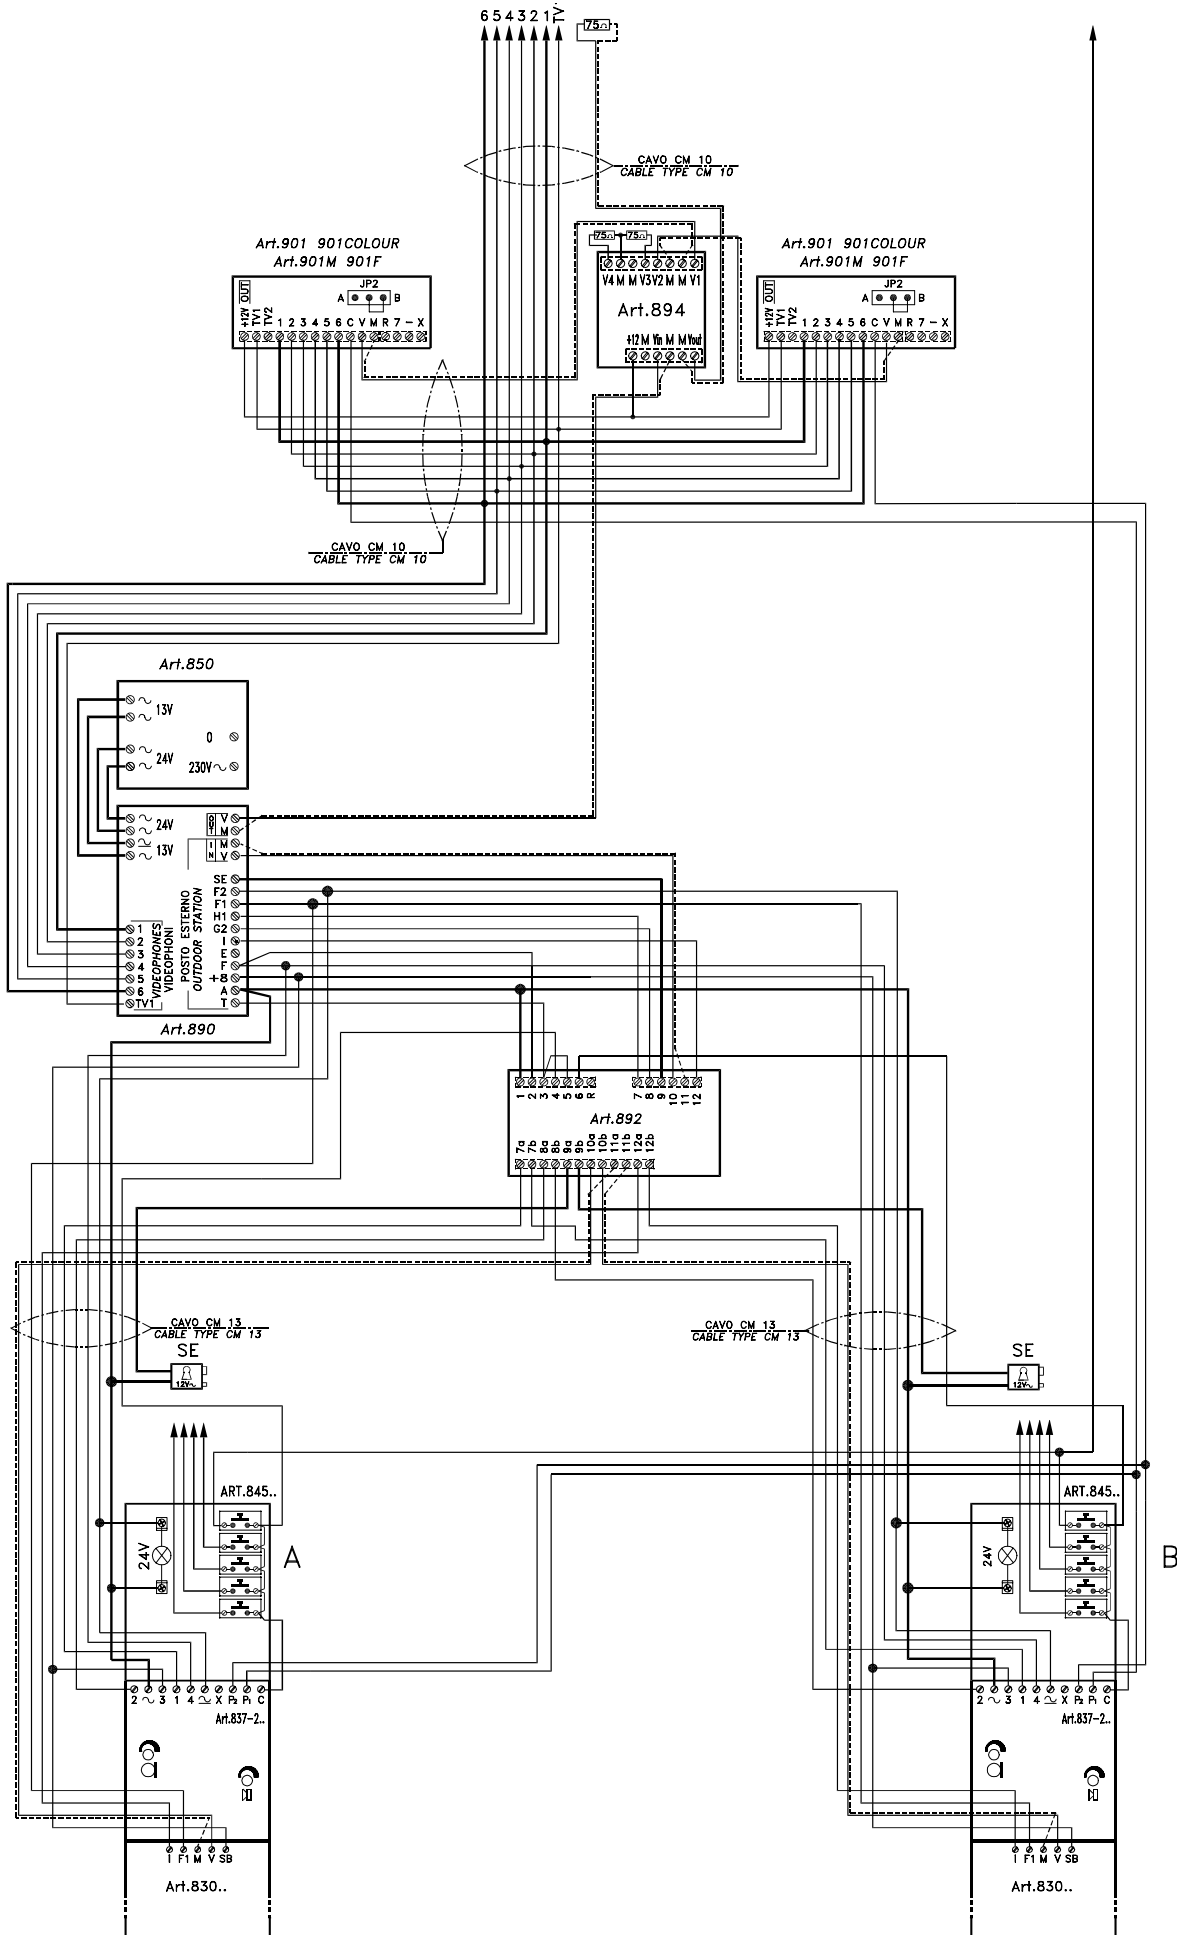 6 5 4 3 2 1 TV
75Ω
CAVO CM 10
CABLE TYPE CM 10
Art.901 901COLOUR
Art.901M 901F
JP2
A B
OUT
+12V TV1 TV2 1 2 3 4 5 6 C V M R 7 – X
75Ω 75Ω
V4 M M V3 V2 M M V1
Art.894
+12 M Vin M M Vout
Art.901 901COLOUR
Art.901M 901F
JP2
A B
OUT
+12V TV1 TV2 1 2 3 4 5 6 C V M R 7 – X
CAVO CM 10
CABLE TYPE CM 10
Art.850
13V
0
24V
230V
24V
13V
OUT
V
M
IN
M
V
SE
F2
F1
H1
G2
I
E
F
+8
A
T
POSTO ESTERNO
OUTDOOR STATION
VIDEOPHONES
VIDEOPHONI
1
2
3
4
5
6
TV1
Art.890
1 2 3 4 5 6 R 7 8 9 10 11 12
Art.892
7a 7b 8a 8b 9a 9b 10a 10b 11a 11b 12a 12b
CAVO CM 13
CABLE TYPE CM 13
SE
12V~
CAVO CM 13
CABLE TYPE CM 13
SE
12V~
ART.845..
24V
A
2 ~ 3 1 4 X P2 P1 C
Art.837-2..
I F1 M V SB
Art.830..
ART.845..
24V
B
2 ~ 3 1 4 X P2 P1 C
Art.837-2..
I F1 M V SB
Art.830..